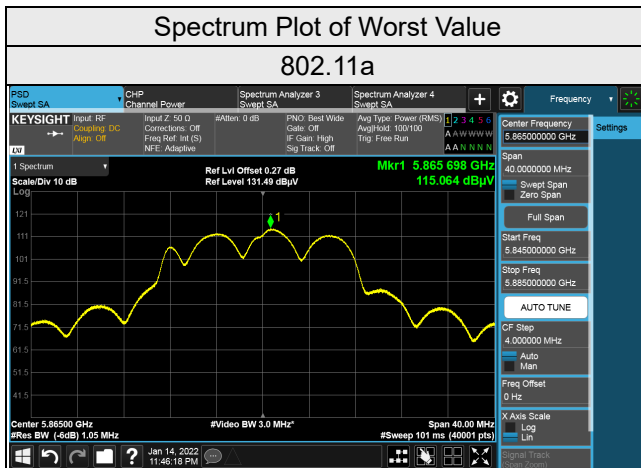 Spectrum Plot of Worst Value
802.11a
PSD
Swept SA
CHP
Channel Power
Spectrum Analyzer 3
Swept SA
Spectrum Analyzer 4
Swept SA
+
Frequency
KEYSIGHT
Input: RF
Coupling: DC
Align: Off
Input Z: 50 Ω
Corrections: Off
Freq Ref: Int (S)
NFE: Adaptive
#Atten: 0 dB
PNO: Best Wide
Gate: Off
IF Gain: High
Sig Track: Off
Avg Type: Power (RMS)
Avg|Hold: 100/100
Trig: Free Run
1 2 3 4 5 6
A A W W W W
A A N N N N
LXI
1 Spectrum
Scale/Div 10 dB
Ref Lvl Offset 0.27 dB
Ref Level 131.49 dBµV
Mkr1 5.865 698 GHz
115.064 dBµV
Log
121
111
101
91.5
81.5
71.5
61.5
51.5
41.5
1
Center 5.86500 GHz
#Res BW (-6dB) 1.05 MHz
#Video BW 3.0 MHz*
Span 40.00 MHz
#Sweep 101 ms (40001 pts)
Center Frequency
5.865000000 GHz
Settings
Span
40.0000000 MHz
Swept Span
Zero Span
Full Span
Start Freq
5.845000000 GHz
Stop Freq
5.885000000 GHz
AUTO TUNE
CF Step
4.000000 MHz
Auto
Man
Freq Offset
0 Hz
X Axis Scale
Log
Lin
Signal Track
(Span Zoom)
?
Jan 14, 2022
11:46:18 PM